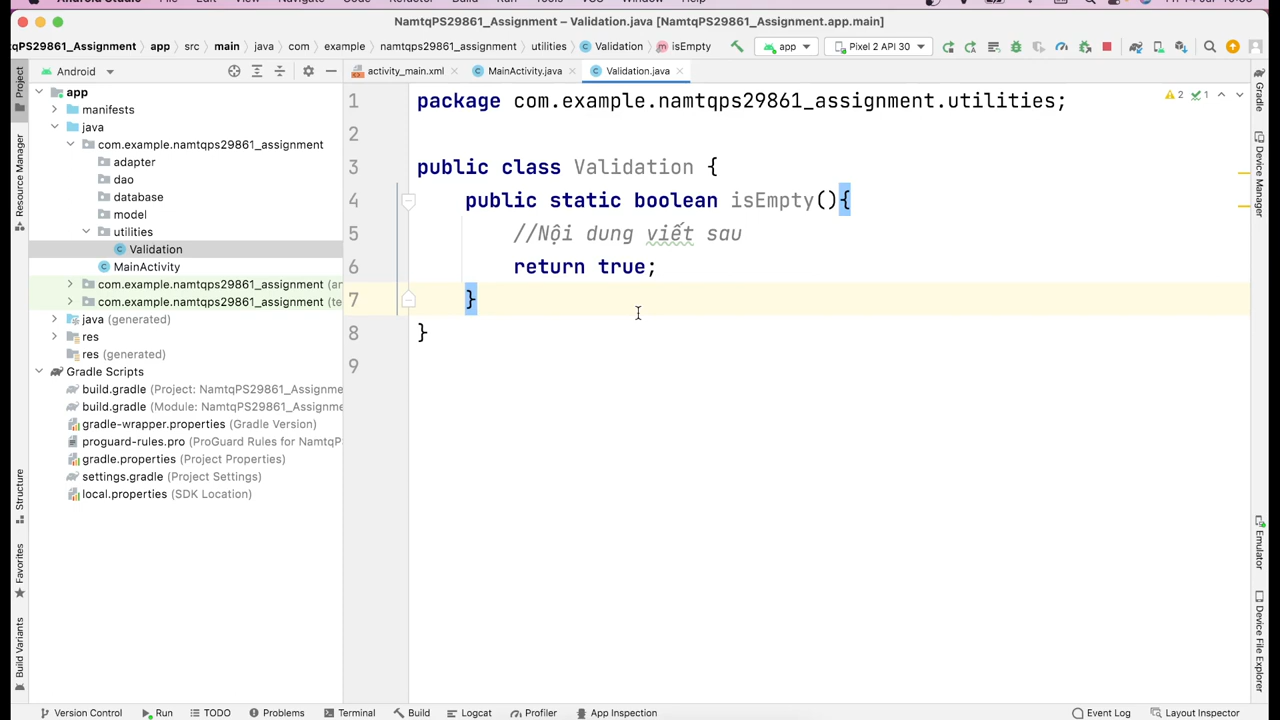 NamtqPS29861_Assignment – Validation.java [NamtqPS29861_Assignment.app.main]
app src main java com example namtqps29861_assignment utilities Validation isEmpty app Pixel 2 API 30
Android activity_main.xml MainActivity.java Validation.java
Project
Resource Manager
Structure
Favorites
Build Variants
app
manifests
java
com.example.namtqps29861_assignment
adapter
dao
database
model
utilities
Validation
MainActivity
com.example.namtqps29861_assignment
com.example.namtqps29861_assignment
java (generated)
res
res (generated)
Gradle Scripts
build.gradle (Project: NamtqPS29861_Assignme
build.gradle (Module: NamtqPS29861_Assignme
gradle-wrapper.properties (Gradle Version)
proguard-rules.pro (ProGuard Rules for NamtqP
gradle.properties (Project Properties)
settings.gradle (Project Settings)
local.properties (SDK Location)
1 package com.example.namtqps29861_assignment.utilities;
2
3 public class Validation {
4 public static boolean isEmpty(){
5 //Nội dung viết sau
6 return true;
7 }
8 }
9
2 1
Gradle
Device Manager
Emulator
Device File Explorer
Version Control Run TODO Problems Terminal Build Logcat Profiler App Inspection Event Log Layout Inspector